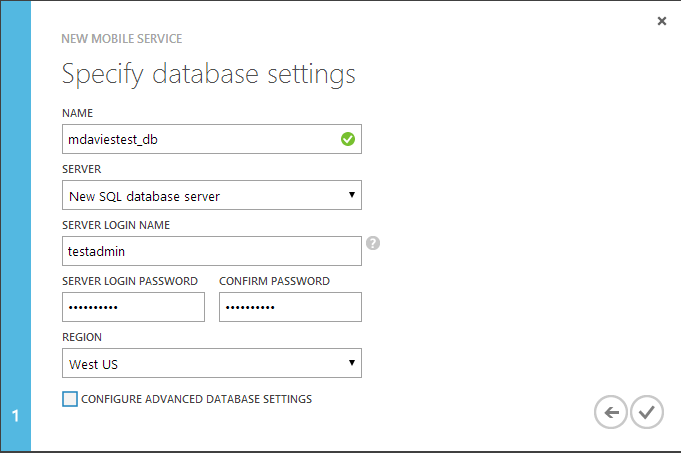 NEW MOBILE SERVICE
Specify database settings
NAME
mdaviestest_db
SERVER
New SQL database server
SERVER LOGIN NAME
testadmin
?
SERVER LOGIN PASSWORD CONFIRM PASSWORD
•••••••••• ••••••••••
REGION
West US
CONFIGURE ADVANCED DATABASE SETTINGS
1